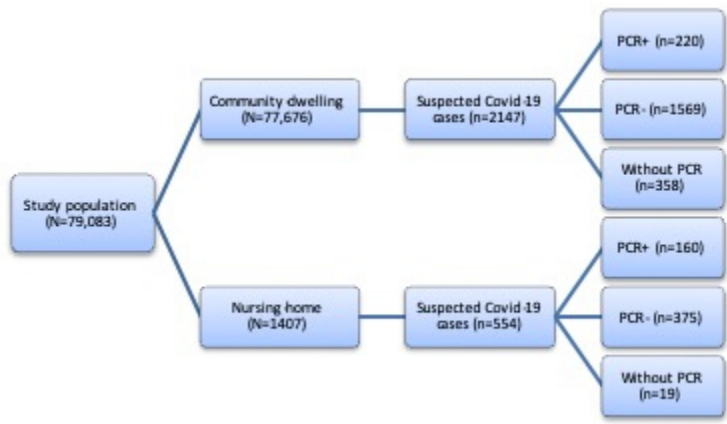 Study population
(N=79,083)
Community dwelling
(N=77,676)
Suspected Covid-19
cases (n=2147)
PCR+ (n=220)
PCR- (n=1569)
Without PCR
(n=358)
Nursing home
(N=1407)
Suspected Covid-19
cases (n=554)
PCR+ (n=160)
PCR- (n=375)
Without PCR
(n=19)